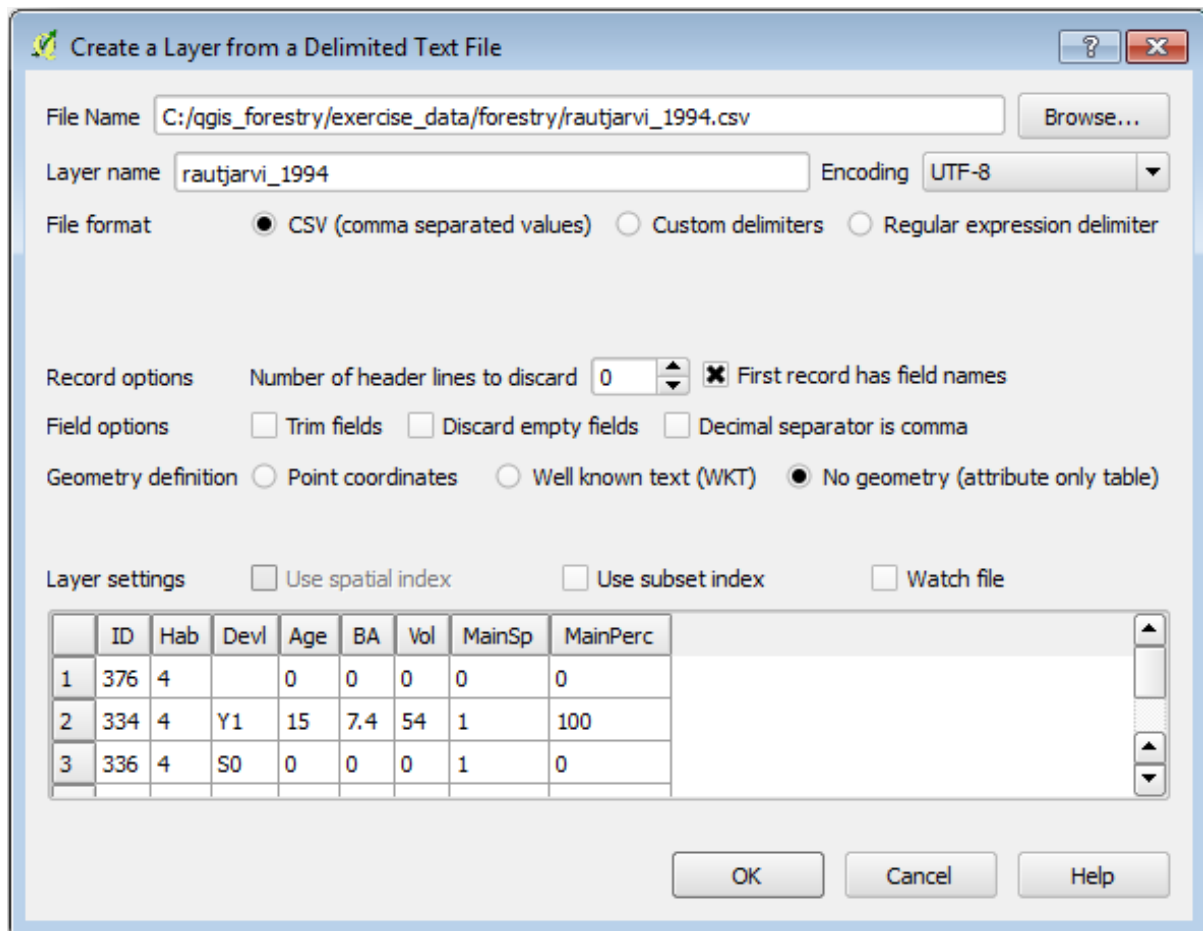 Create a Layer from a Delimited Text File
File Name C:/qgis_forestry/exercise_data/forestry/rautjarvi_1994.csv Browse...
Layer name rautjarvi_1994 Encoding UTF-8
File format CSV (comma separated values) Custom delimiters Regular expression delimiter
Record options Number of header lines to discard 0 First record has field names
Field options Trim fields Discard empty fields Decimal separator is comma
Geometry definition Point coordinates Well known text (WKT) No geometry (attribute only table)
Layer settings Use spatial index Use subset index Watch file
ID Hab Devl Age BA Vol MainSp MainPerc
1 376 4 0 0 0 0 0
2 334 4 Y1 15 7.4 54 1 100
3 336 4 S0 0 0 0 1 0
OK Cancel Help